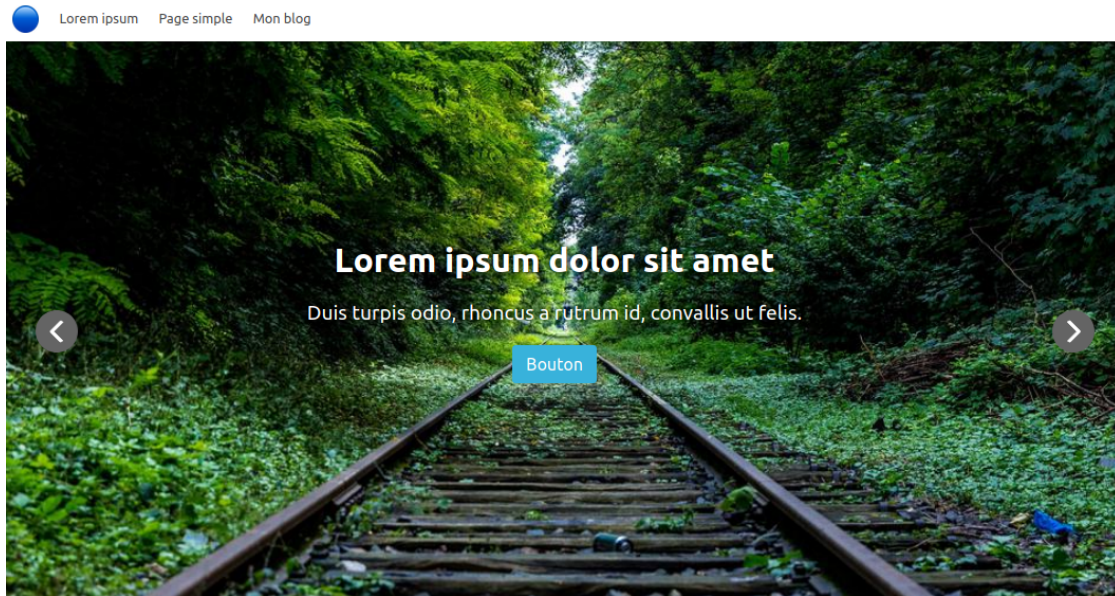 Lorem ipsum Page simple Mon blog
Lorem ipsum dolor sit amet
Duis turpis odio, rhoncus a rutrum id, convallis ut felis.
Bouton